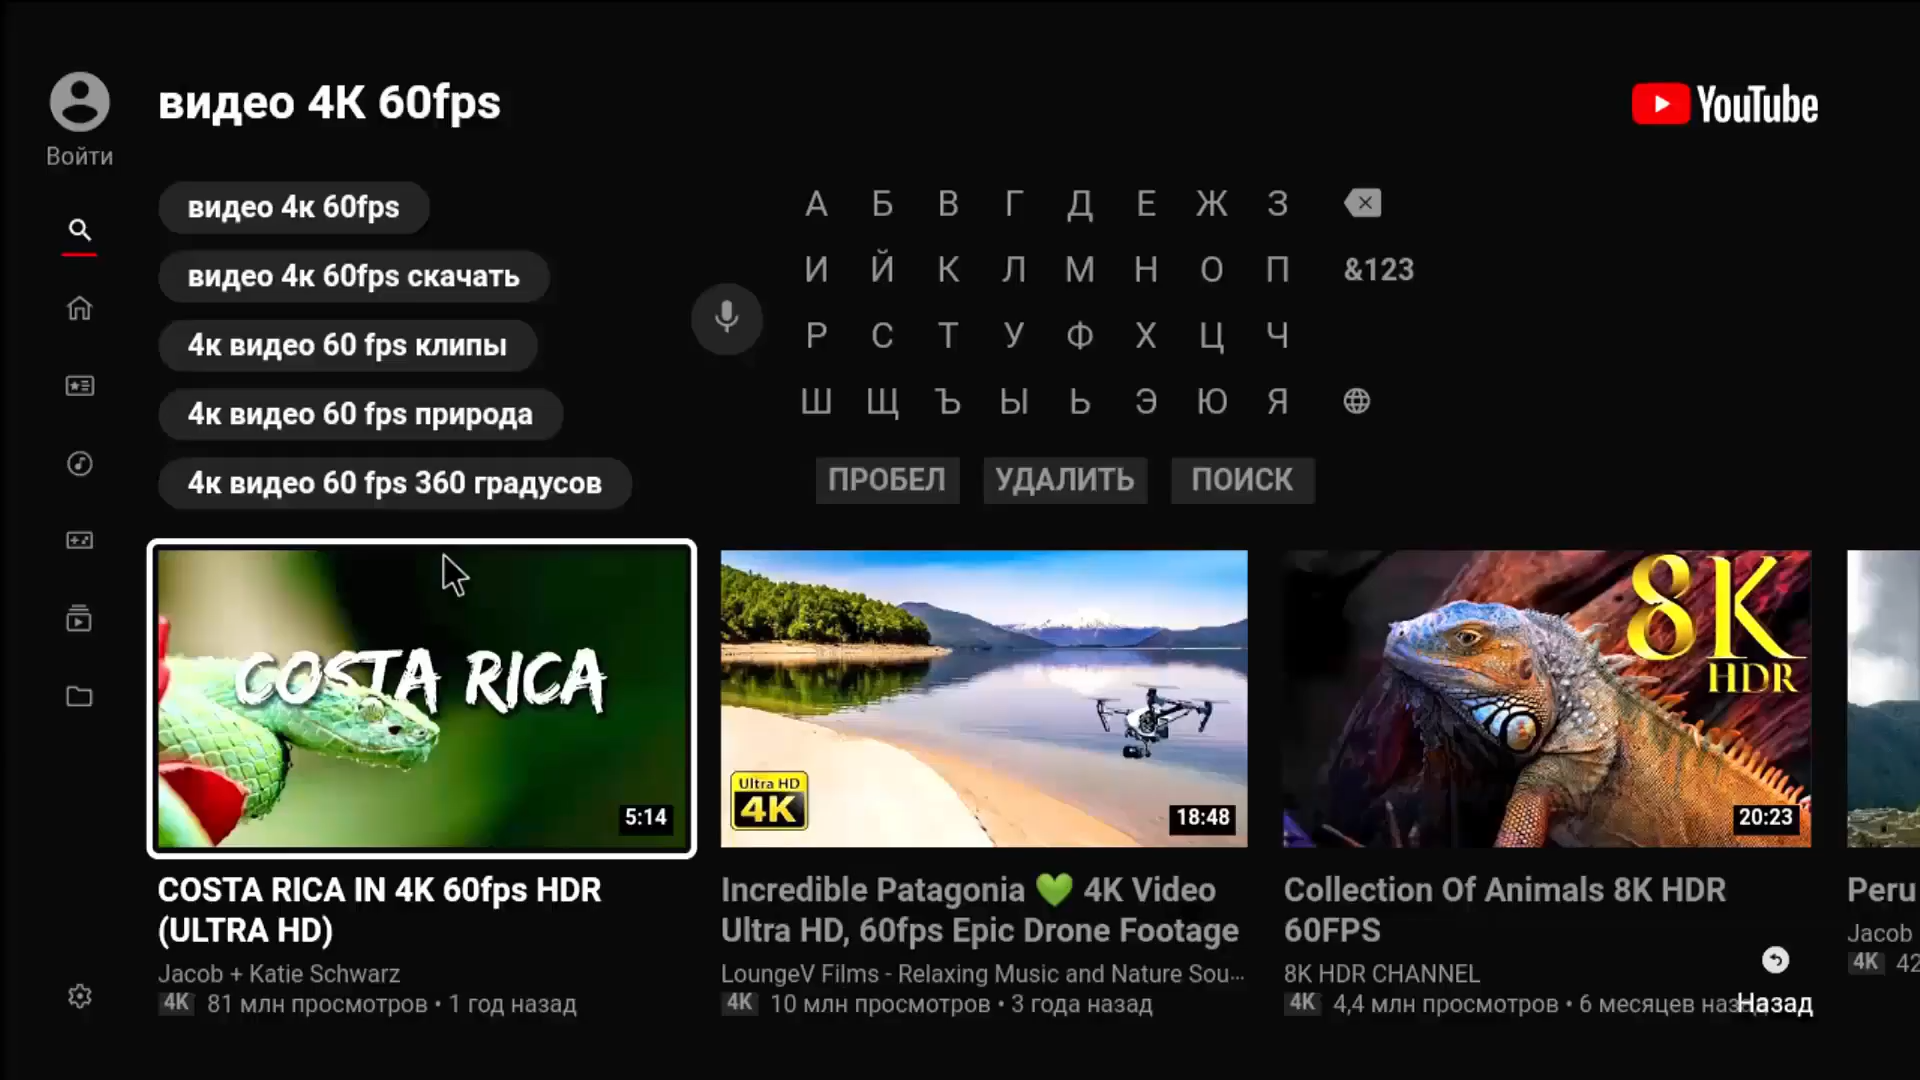 видео 4К 60fps
YouTube
Войти
видео 4к 60fps
видео 4к 60fps скачать
4к видео 60 fps клипы
4к видео 60 fps природа
4к видео 60 fps 360 градусов
А Б В Г Д Е Ж З
И Й К Л М Н О П &123
Р С Т У Ф Х Ц Ч
Ш Щ Ъ Ы Ь Э Ю Я
ПРОБЕЛ УДАЛИТЬ ПОИСК
COSTA RICA
5:14
Ultra HD
4K
18:48
8K
HDR
20:23
COSTA RICA IN 4K 60fps HDR
(ULTRA HD)
Jacob + Katie Schwarz
4K 81 млн просмотров • 1 год назад
Incredible Patagonia 💚 4K Video
Ultra HD, 60fps Epic Drone Footage
LoungeV Films - Relaxing Music and Nature Sou...
4K 10 млн просмотров • 3 года назад
Collection Of Animals 8K HDR
60FPS
8K HDR CHANNEL
4K 4,4 млн просмотров • 6 месяцев
Назад
Peru
Jacob
4K 42